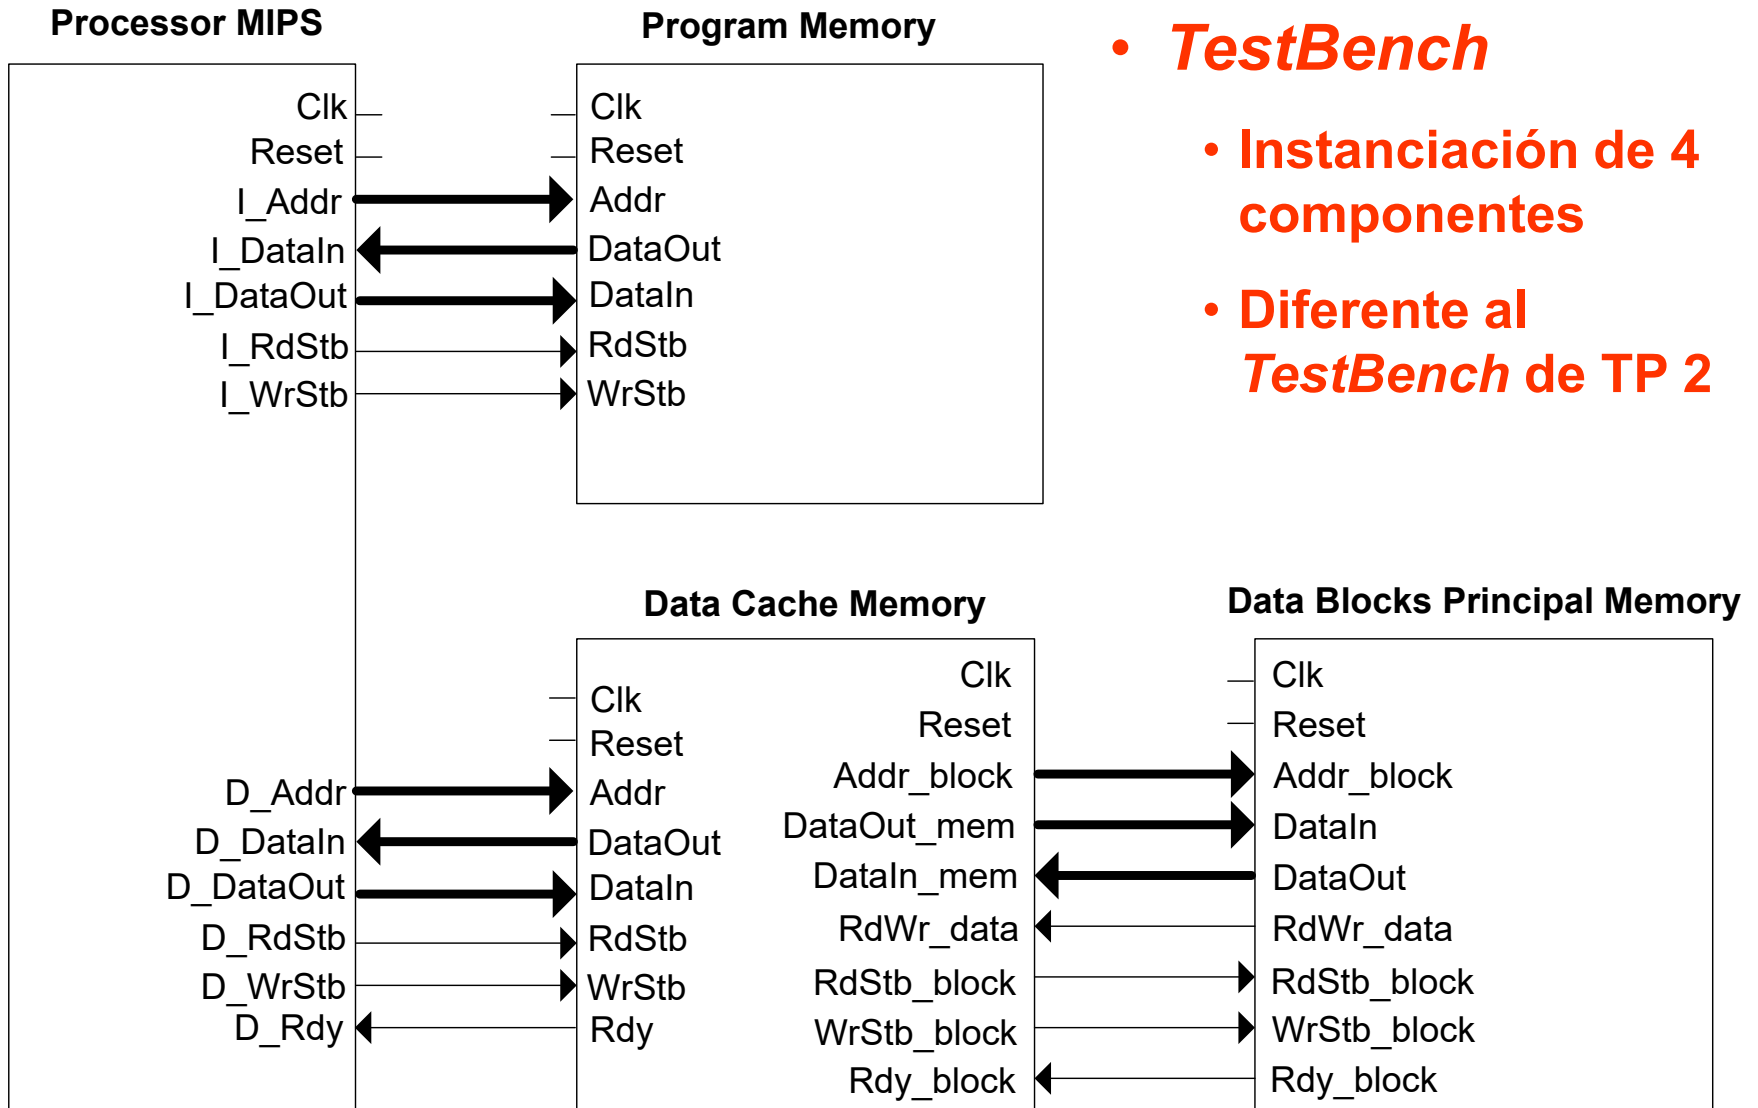 Processor MIPS
Program Memory
• TestBench
• Instanciación de 4
componentes
• Diferente al
TestBench de TP 2
Clk
Reset
I_Addr
I_DataIn
I_DataOut
I_RdStb
I_WrStb
Clk
Reset
Addr
DataOut
DataIn
RdStb
WrStb
Data Cache Memory
Data Blocks Principal Memory
D_Addr
D_DataIn
D_DataOut
D_RdStb
D_WrStb
D_Rdy
Clk
Reset
Addr
DataOut
DataIn
RdStb
WrStb
Rdy
Clk
Reset
Addr_block
DataOut_mem
DataIn_mem
RdWr_data
RdStb_block
WrStb_block
Rdy_block
Clk
Reset
Addr_block
DataIn
DataOut
RdWr_data
RdStb_block
WrStb_block
Rdy_block